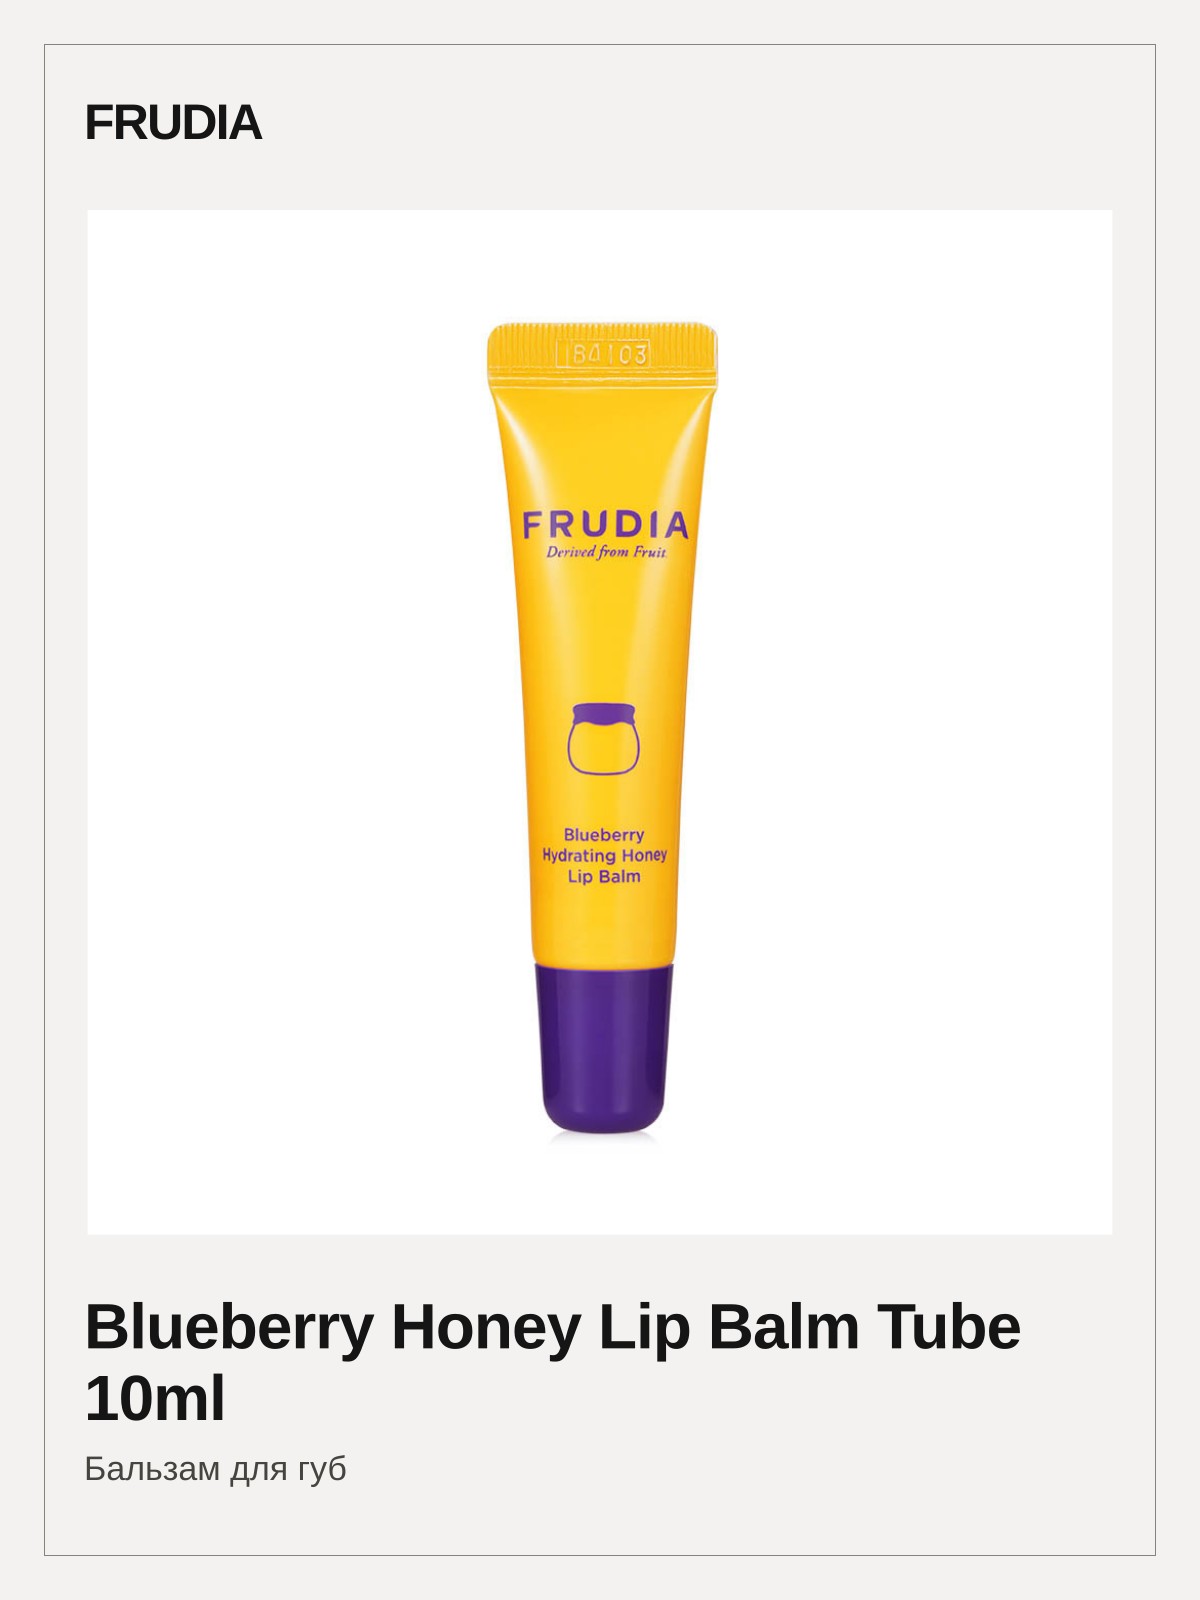 FRUDIA
FRUDIA
Derived from Fruit
Blueberry
Hydrating Honey
Lip Balm
Blueberry Honey Lip Balm Tube
10ml
Бальзам для губ